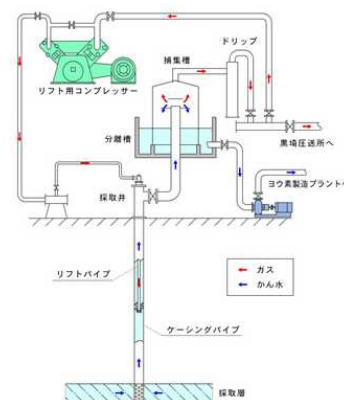 ドリップ
捕集槽
リフト用コンプレッサー
分離槽
黒埼圧送所へ
採取井
ヨウ素製造プラントへ
リフトパイプ
ガス
かん水
ケーシングパイプ
採取層